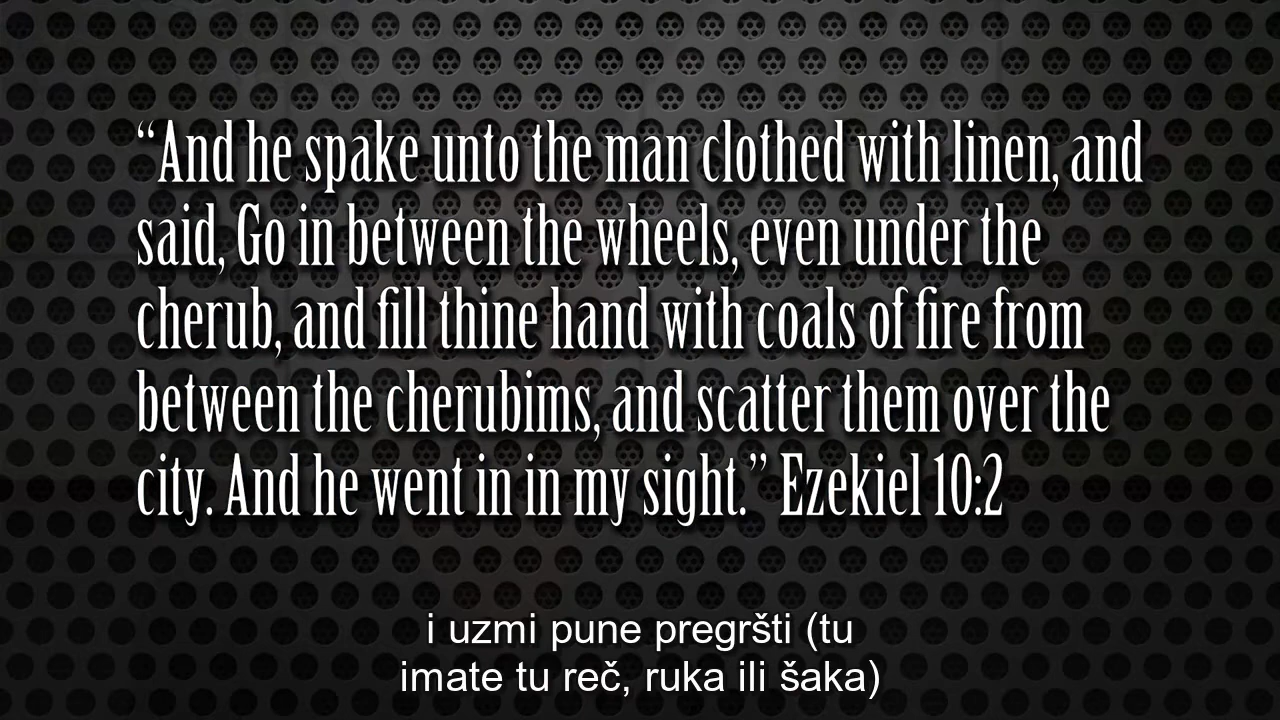 “And he spake unto the man clothed with linen, and
said, Go in between the wheels, even under the
cherub, and fill thine hand with coals of fire from
between the cherubims, and scatter them over the
city. And he went in in my sight.” Ezekiel 10:2
i uzmi pune pregršti (tu
imate tu reč, ruka ili šaka)